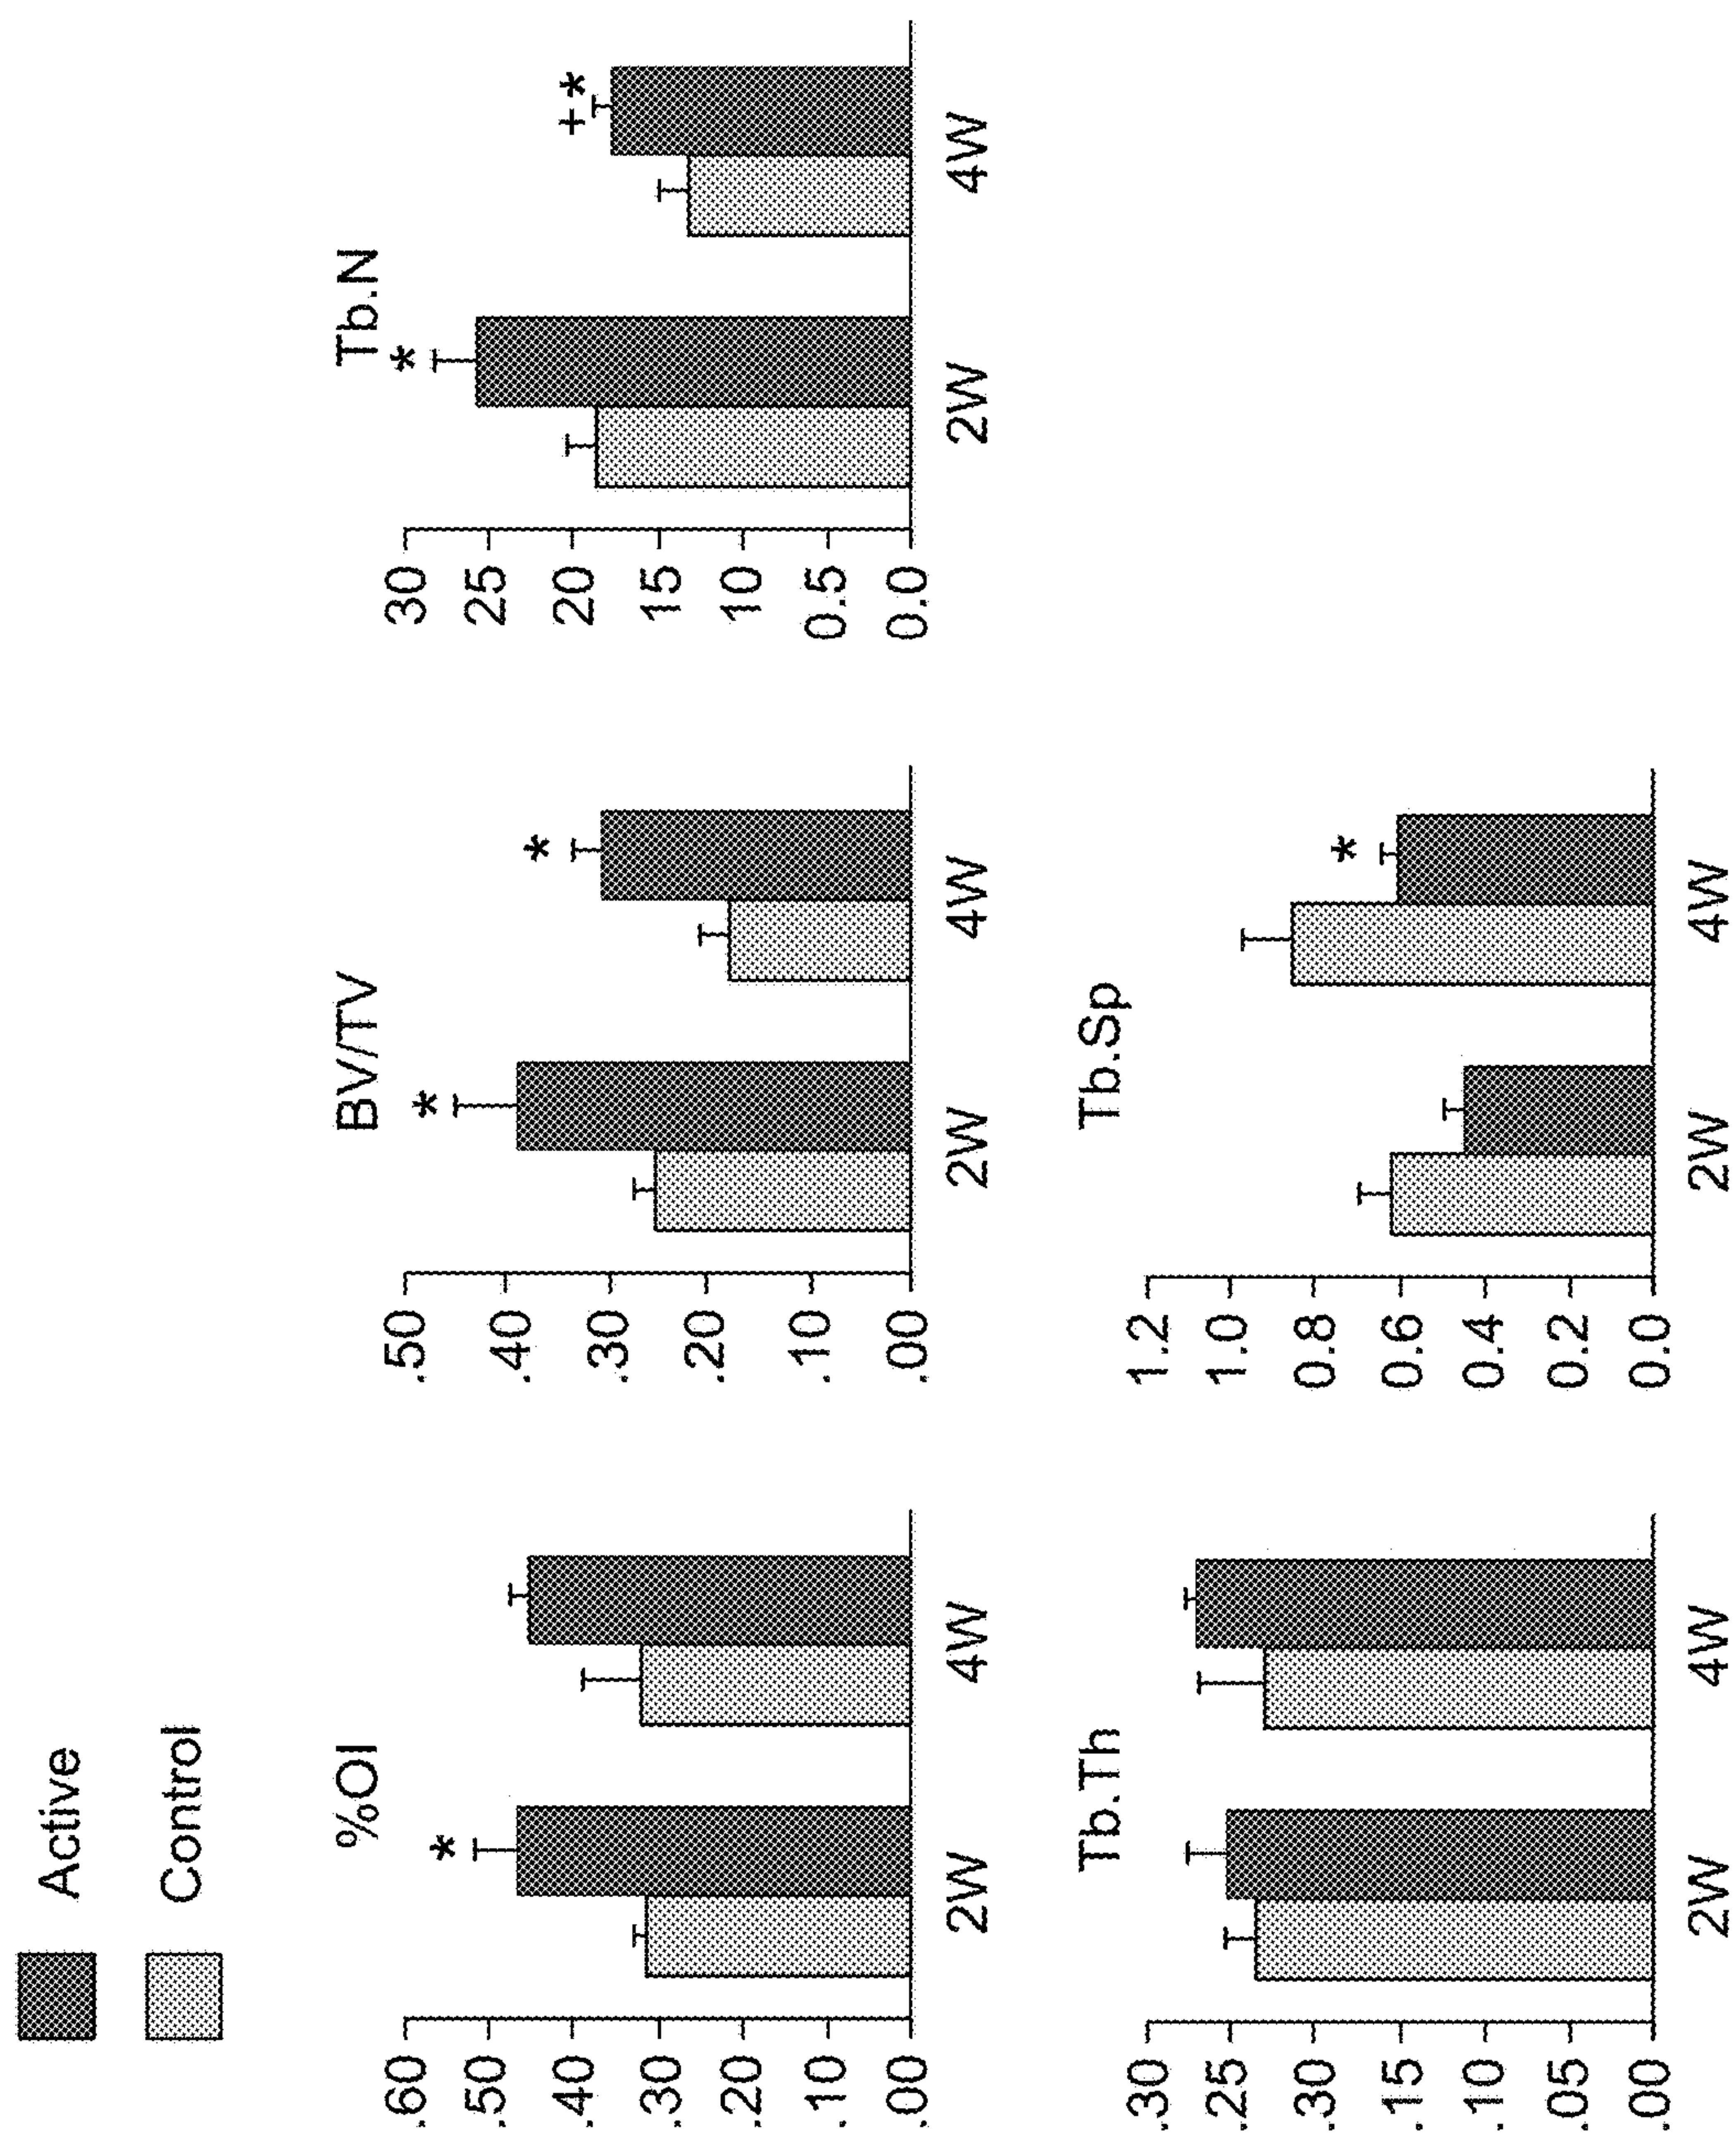 Active
Control
%OI
.60
.50
.40
.30
.20
.10
.00
*
2W
4W
BV/TV
.50
.40
.30
.20
.10
.00
*
*
2W
4W
Tb.N
30
25
20
15
10
0.5
0.0
*
+*
2W
4W
Tb.Th
.30
.25
.30
.15
.10
.05
.00
2W
4W
Tb.Sp
1.2
1.0
0.8
0.6
0.4
0.2
0.0
*
2W
4W